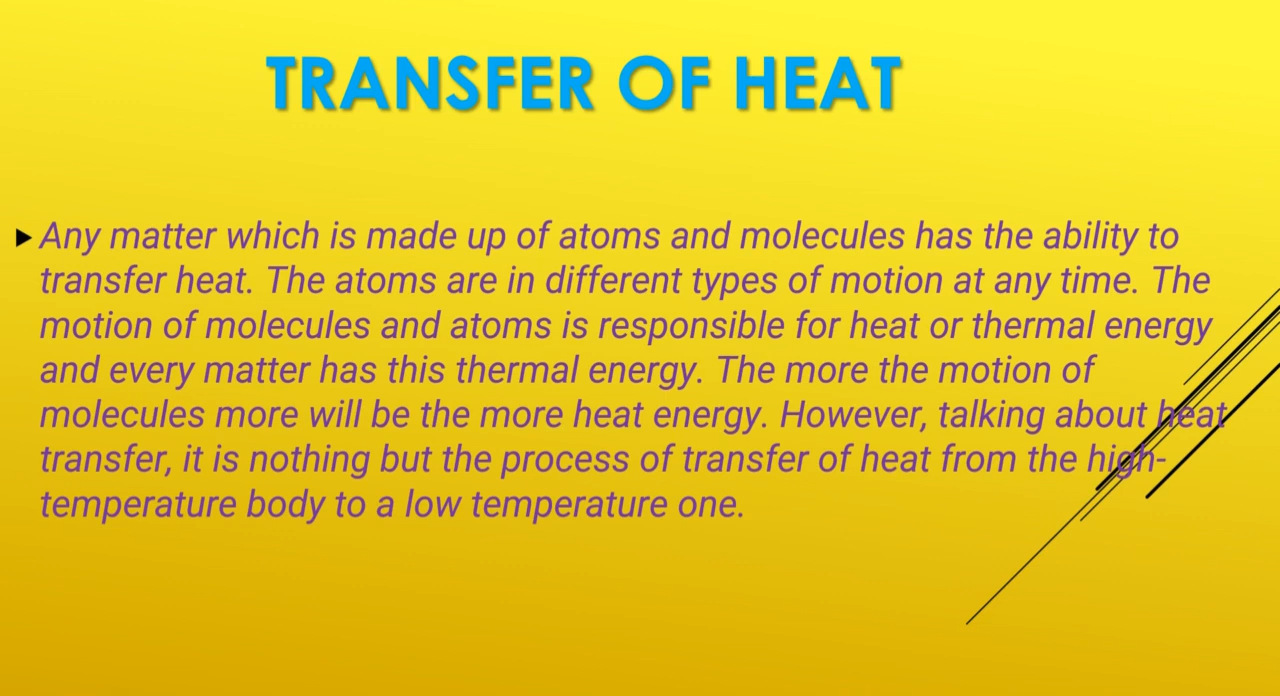 TRANSFER OF HEAT
Any matter which is made up of atoms and molecules has the ability to
transfer heat. The atoms are in different types of motion at any time. The
motion of molecules and atoms is responsible for heat or thermal energy
and every matter has this thermal energy. The more the motion of
molecules more will be the more heat energy. However, talking about heat
transfer, it is nothing but the process of transfer of heat from the high-
temperature body to a low temperature one.